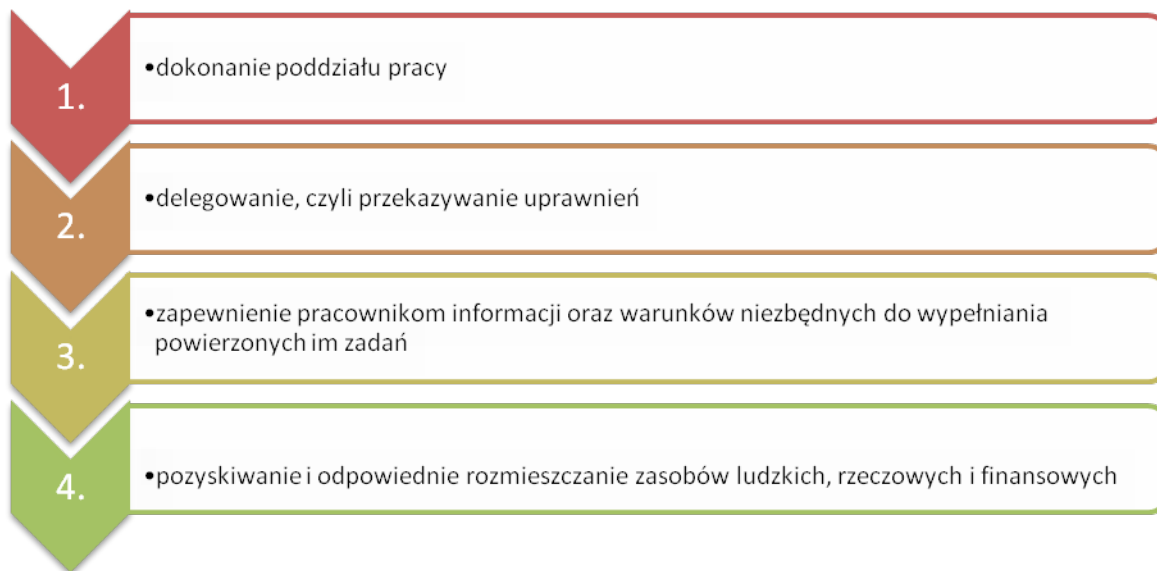 1.
•dokonanie poddziału pracy
2.
•delegowanie, czyli przekazywanie uprawnień
3.
•zapewnienie pracownikom informacji oraz warunków niezbędnych do wypełniania
powierzonych im zadań
4.
•pozyskiwanie i odpowiednie rozmieszczanie zasobów ludzkich, rzeczowych i finansowych